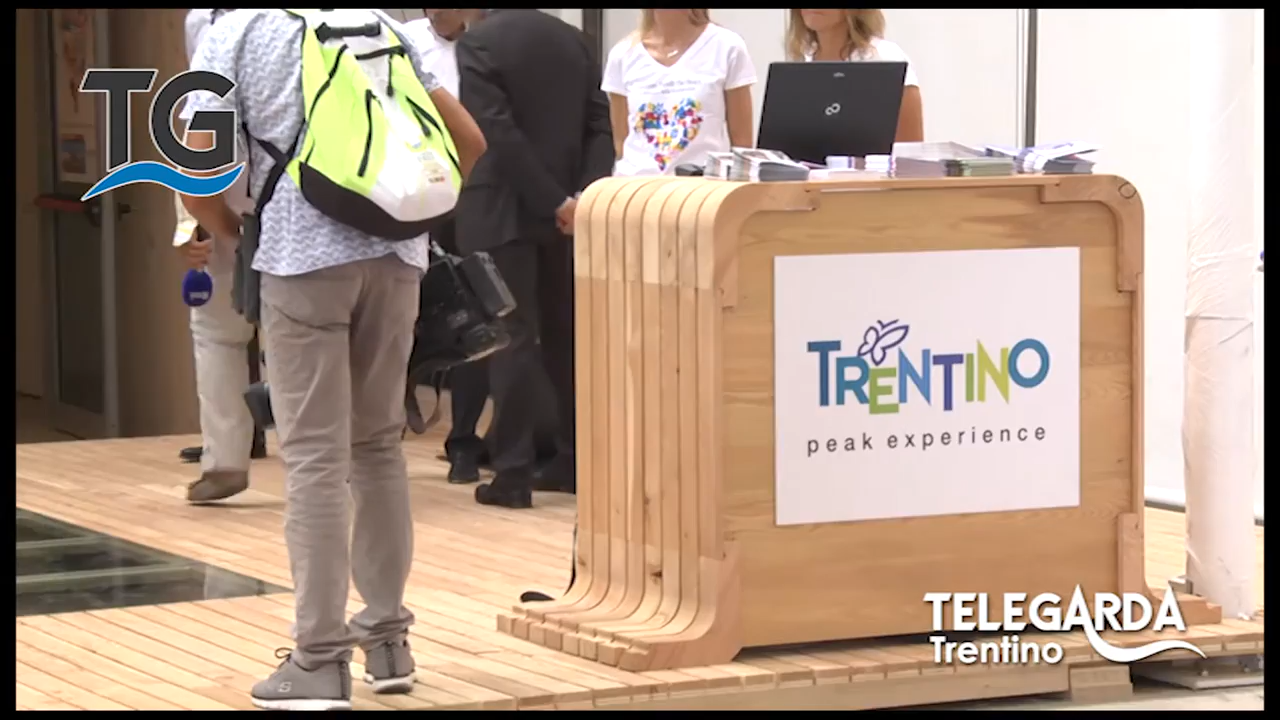 TG
TRENTINO
peak experience
TELEGARDA
Trentino